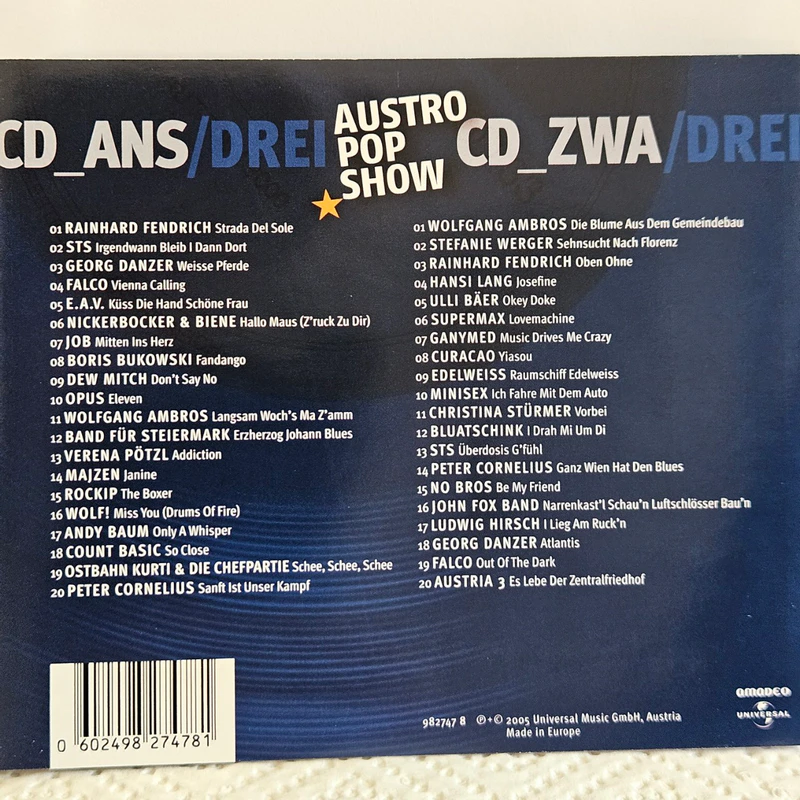 CD_ANS/DREI
AUSTRO
POP
SHOW
CD_ZWA/DREI
01 RAINHARD FENDRICH Strada Del Sole
02 STS Irgendwann Bleib I Dann Dort
03 GEORG DANZER Weisse Pferde
04 FALCO Vienna Calling
05 E.A.V. Küss Die Hand Schöne Frau
06 NICKERBOCKER & BIENE Hallo Maus (Z'ruck Zu Dir)
07 JOB Mitten Ins Herz
08 BORIS BUKOWSKI Fandango
09 DEW MITCH Don't Say No
10 OPUS Eleven
11 WOLFGANG AMBROS Langsam Woch's Ma Z'amm
12 BAND FÜR STEIERMARK Erzherzog Johann Blues
13 VERENA PÖTZL Addiction
14 MAJZEN Janine
15 ROCKIP The Boxer
16 WOLF! Miss You (Drums Of Fire)
17 ANDY BAUM Only A Whisper
18 COUNT BASIC So Close
19 OSTBAHN KURTI & DIE CHEFPARTIE Schee, Schee, Schee
20 PETER CORNELIUS Sanft Ist Unser Kampf
01 WOLFGANG AMBROS Die Blume Aus Dem Gemeindebau
02 STEFANIE WERGER Sehnsucht Nach Florenz
03 RAINHARD FENDRICH Oben Ohne
04 HANSI LANG Josefine
05 ULLI BÄER Okey Doke
06 SUPERMAX Lovemachine
07 GANYMED Music Drives Me Crazy
08 CURACAO Yiasou
09 EDELWEISS Raumschiff Edelweiss
10 MINISEX Ich Fahre Mit Dem Auto
11 CHRISTINA STÜRMER Vorbei
12 BLUATSCHINK I Drah Mi Um Di
13 STS Überdosis G'fühl
14 PETER CORNELIUS Ganz Wien Hat Den Blues
15 NO BROS Be My Friend
16 JOHN FOX BAND Narrenkast'l Schau'n Luftschlösser Bau'n
17 LUDWIG HIRSCH I Lieg Am Ruck'n
18 GEORG DANZER Atlantis
19 FALCO Out Of The Dark
20 AUSTRIA 3 Es Lebe Der Zentralfriedhof
0 602498 274781
982747 8 ℗+© 2005 Universal Music GmbH, Austria
Made in Europe
amadeo
UNIVERSAL